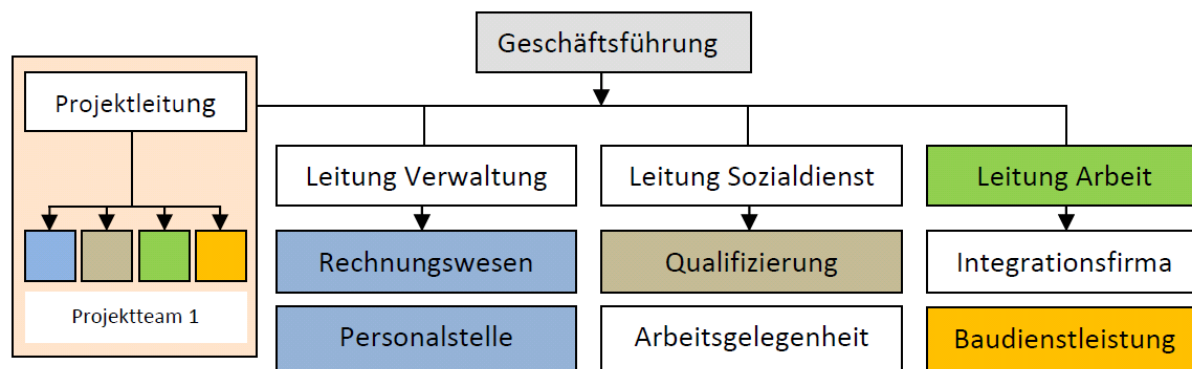 Geschäftsführung
Projektleitung
Leitung Verwaltung
Leitung Sozialdienst
Leitung Arbeit
Rechnungswesen
Qualifizierung
Integrationsfirma
Projektteam 1
Personalstelle
Arbeitsgelegenheit
Baudienstleistung